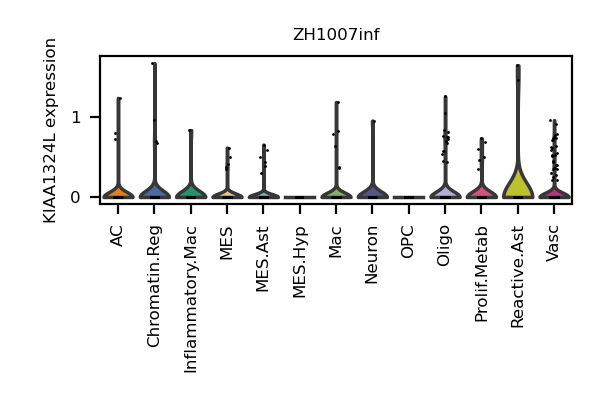 ZH1007inf
KIAA1324L expression
1
0
AC
Chromatin.Reg
Inflammatory.Mac
MES
MES.Ast
MES.Hyp
Mac
Neuron
OPC
Oligo
Prolif.Metab
Reactive.Ast
Vasc